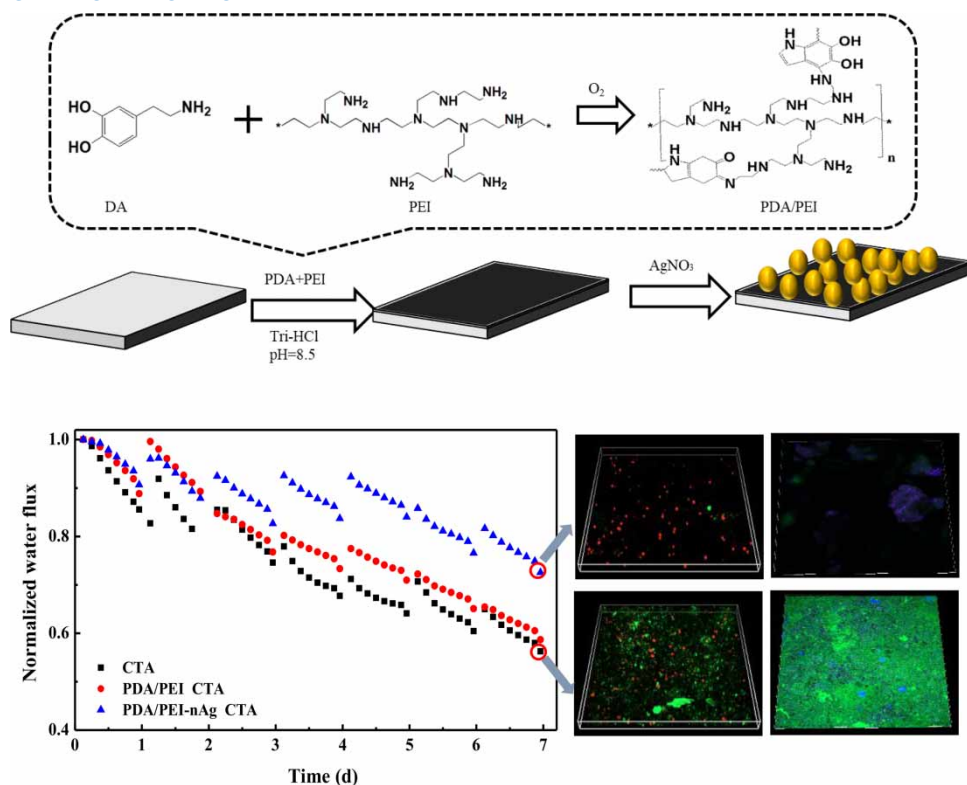 HO
HO
NH₂
DA
+
*
NH₂
N
NH
N
N
NH
NH₂
N
NH
*
N
NH₂
NH₂
PEI
O₂
H
N
OH
OH
HN
NH
NH₂
*
N
NH
N
N
NH
*
n
H
N
O
N
NH
N
NH₂
PDA/PEI
PDA+PEI
Tri-HCl
pH=8.5
AgNO₃
Normalized water flux
1.0
0.8
0.6
0.4
CTA
PDA/PEI CTA
PDA/PEI-nAg CTA
0 1 2 3 4 5 6 7
Time (d)